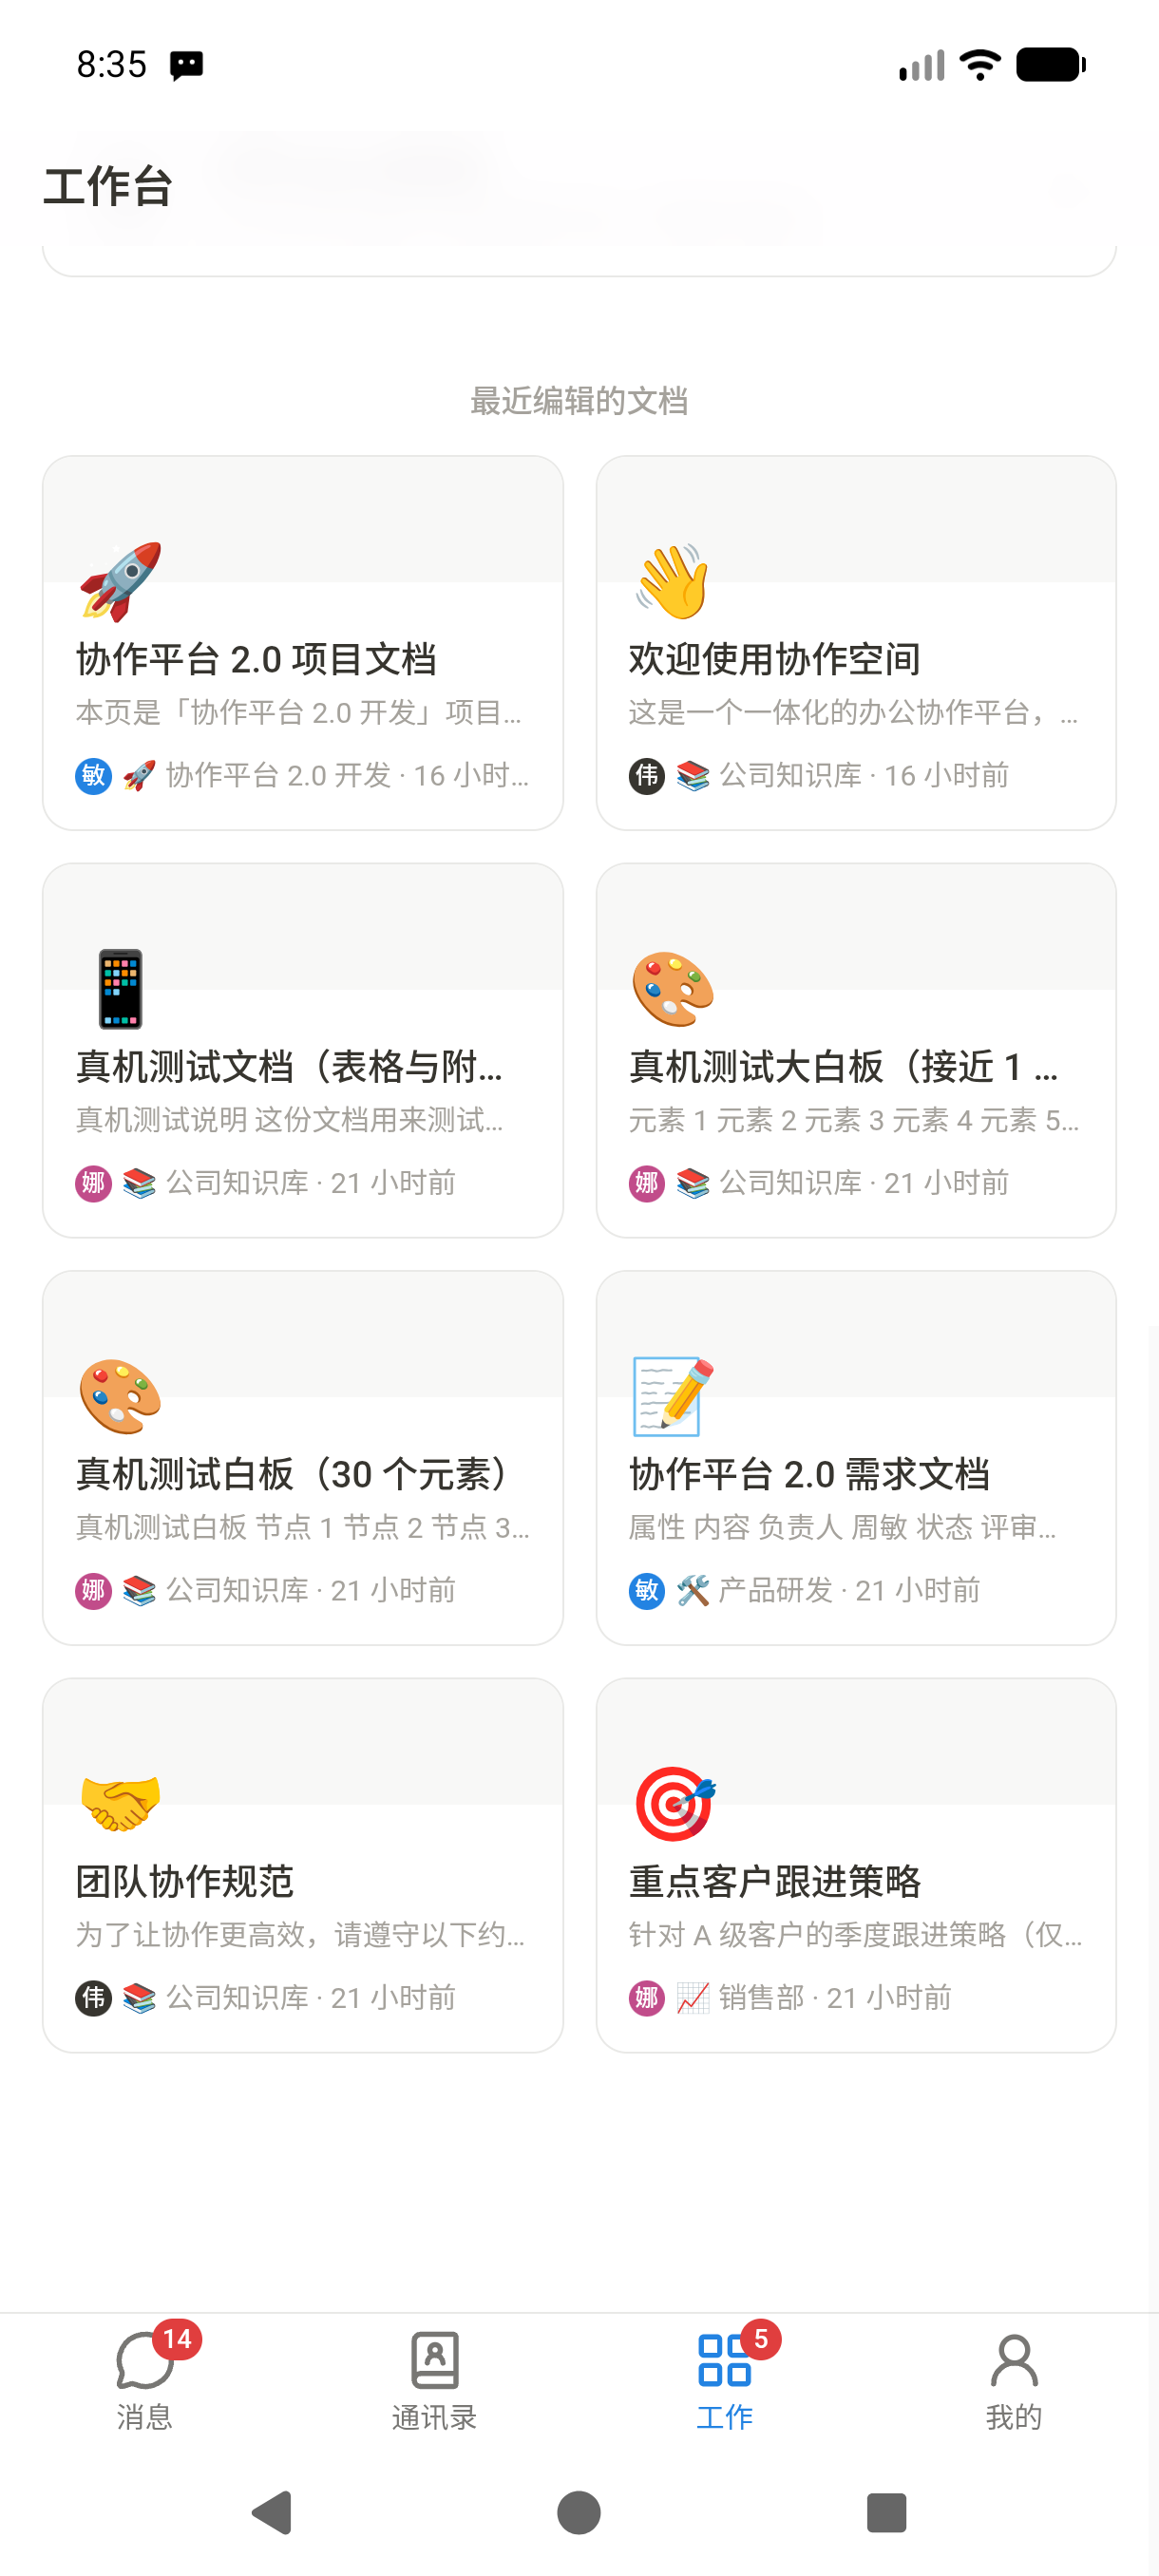 8:35
工作台
最近编辑的文档
协作平台 2.0 项目文档
本页是「协作平台 2.0 开发」项目…
敏 协作平台 2.0 开发 · 16 小时…
欢迎使用协作空间
这是一个一体化的办公协作平台，…
伟 公司知识库 · 16 小时前
真机测试文档（表格与附…
真机测试说明 这份文档用来测试…
娜 公司知识库 · 21 小时前
真机测试大白板（接近 1 …
元素 1 元素 2 元素 3 元素 4 元素 5…
娜 公司知识库 · 21 小时前
真机测试白板（30 个元素）
真机测试白板 节点 1 节点 2 节点 3…
娜 公司知识库 · 21 小时前
协作平台 2.0 需求文档
属性 内容 负责人 周敏 状态 评审…
敏 产品研发 · 21 小时前
团队协作规范
为了让协作更高效，请遵守以下约…
伟 公司知识库 · 21 小时前
重点客户跟进策略
针对 A 级客户的季度跟进策略（仅…
娜 销售部 · 21 小时前
14
5
消息
通讯录
工作
我的